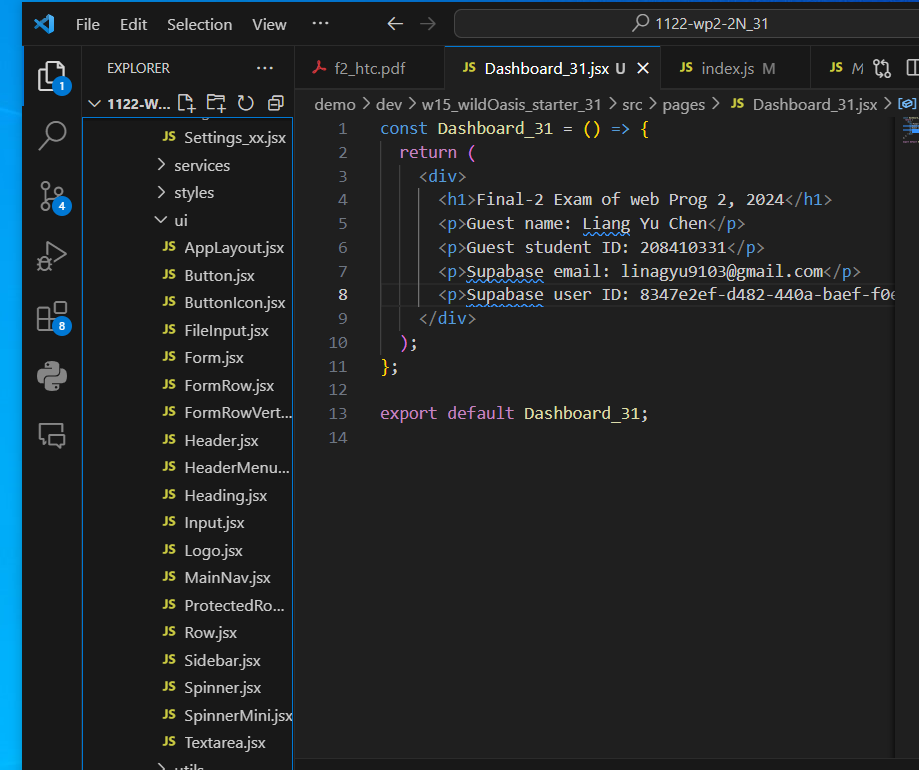 File Edit Selection View ··· 1122-wp2-2N_31
EXPLORER ···
f2_htc.pdf JS Dashboard_31.jsx U JS index.js M JS M
1122-W...
demo > dev > w15_wildOasis_starter_31 > src > pages > JS Dashboard_31.jsx >
1
4
8
JS Settings_xx.jsx
services
styles
ui
JS AppLayout.jsx
JS Button.jsx
JS ButtonIcon.jsx
JS FileInput.jsx
JS Form.jsx
JS FormRow.jsx
JS FormRowVert...
JS Header.jsx
JS HeaderMenu...
JS Heading.jsx
JS Input.jsx
JS Logo.jsx
JS MainNav.jsx
JS ProtectedRo...
JS Row.jsx
JS Sidebar.jsx
JS Spinner.jsx
JS SpinnerMini.jsx
JS Textarea.jsx
utils
1 const Dashboard_31 = () => {
2 return (
3 <div>
4 <h1>Final-2 Exam of web Prog 2, 2024</h1>
5 <p>Guest name: Liang Yu Chen</p>
6 <p>Guest student ID: 208410331</p>
7 <p>Supabase email: linagyu9103@gmail.com</p>
8 <p>Supabase user ID: 8347e2ef-d482-440a-baef-f0e
9 </div>
10 );
11 };
12
13 export default Dashboard_31;
14